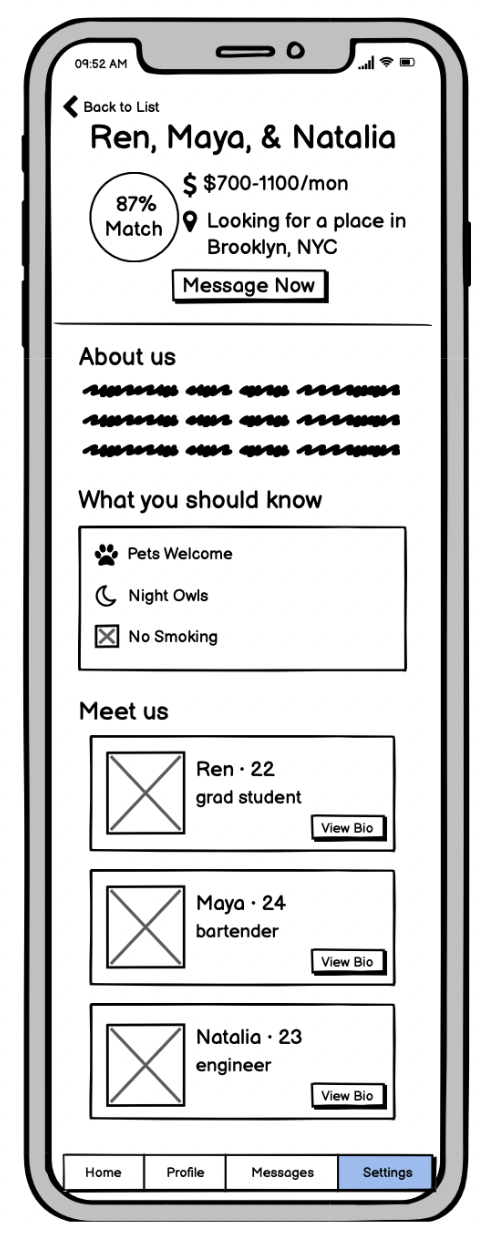 09:52 AM
Back to List
Ren, Maya, & Natalia
87%
Match
$ $700-1100/mon
Looking for a place in
Brooklyn, NYC
Message Now
About us
What you should know
Pets Welcome
Night Owls
No Smoking
Meet us
Ren · 22
grad student
View Bio
Maya · 24
bartender
View Bio
Natalia · 23
engineer
View Bio
Home Profile Messages Settings